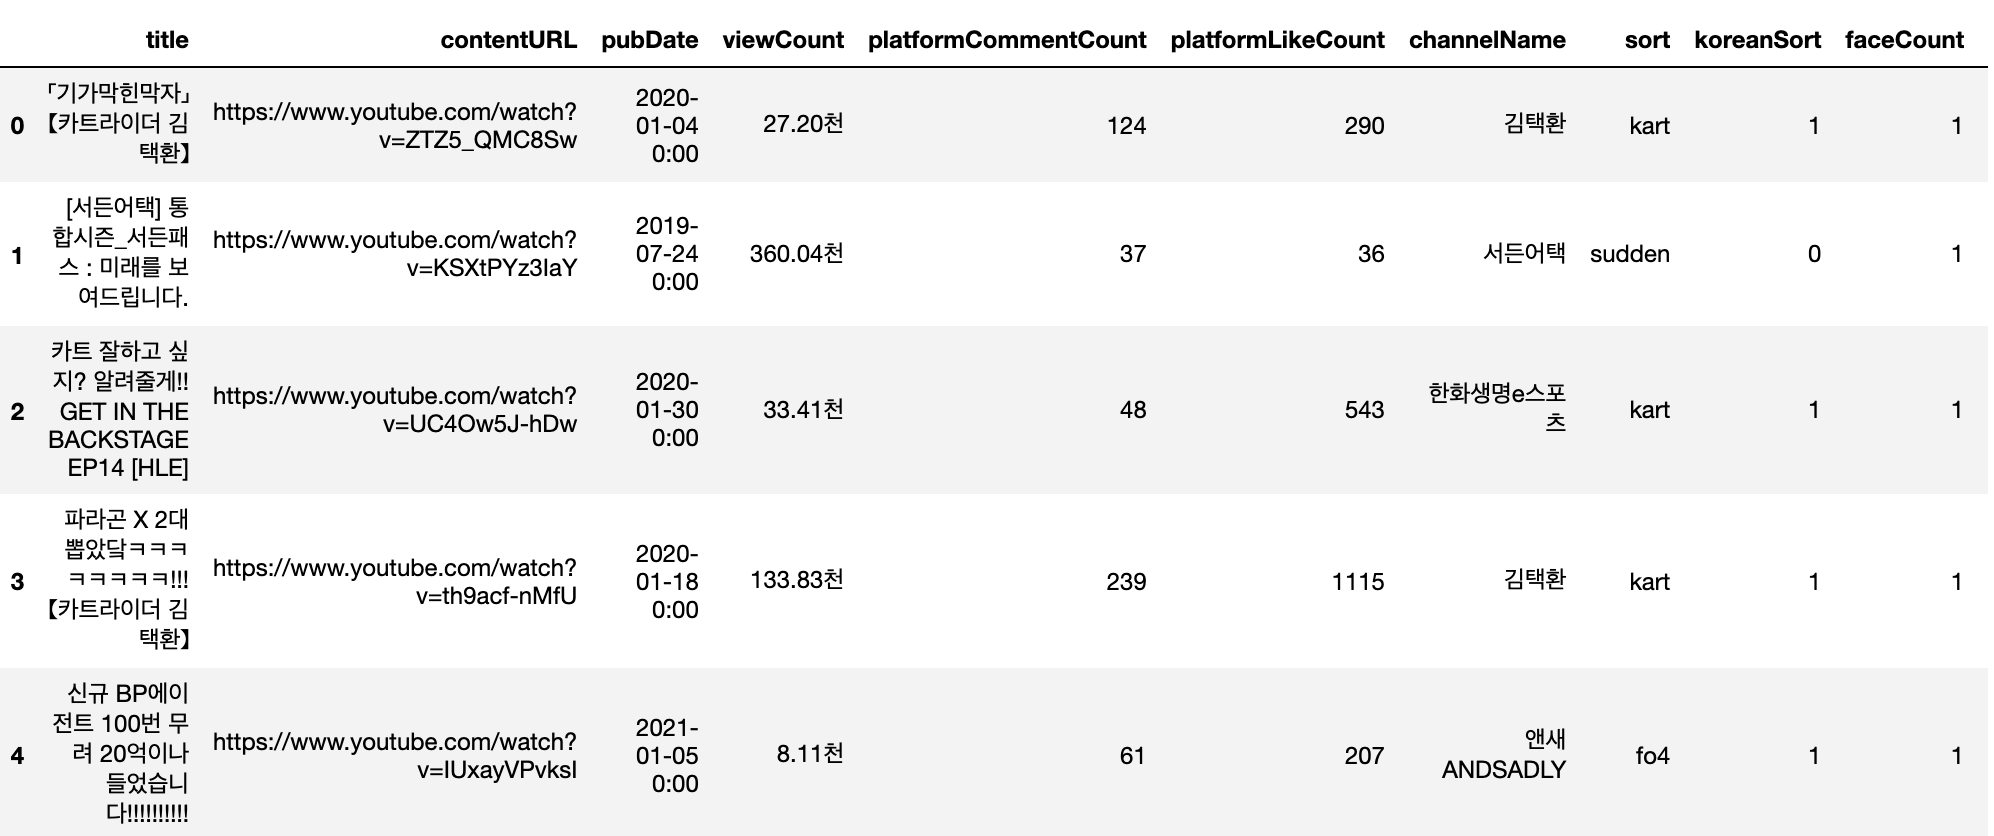 title contentURL pubDate viewCount platformCommentCount platformLikeCount channelName sort koreanSort faceCount
0
「기가막힌막자」
【카트라이더 김
택환】
https://www.youtube.com/watch?
v=ZTZ5_QMC8Sw
2020-
01-04
0:00
27.20천
124
290
김택환
kart
1
1
1
[서든어택] 통
합시즌_서든패
스 : 미래를 보
여드립니다.
https://www.youtube.com/watch?
v=KSXtPYz3IaY
2019-
07-24
0:00
360.04천
37
36
서든어택
sudden
0
1
2
카트 잘하고 싶
지? 알려줄게!!
GET IN THE
BACKSTAGE
EP14 [HLE]
https://www.youtube.com/watch?
v=UC4Ow5J-hDw
2020-
01-30
0:00
33.41천
48
543
한화생명e스포
츠
kart
1
1
3
파라곤 X 2대
뽑았닼ㅋㅋㅋ
ㅋㅋㅋㅋㅋ!!!
【카트라이더 김
택환】
https://www.youtube.com/watch?
v=th9acf-nMfU
2020-
01-18
0:00
133.83천
239
1115
김택환
kart
1
1
4
신규 BP에이
전트 100번 무
려 20억이나
들었습니
다!!!!!!!!!!
https://www.youtube.com/watch?
v=IUxayVPvksI
2021-
01-05
0:00
8.11천
61
207
앤새
ANDSADLY
fo4
1
1